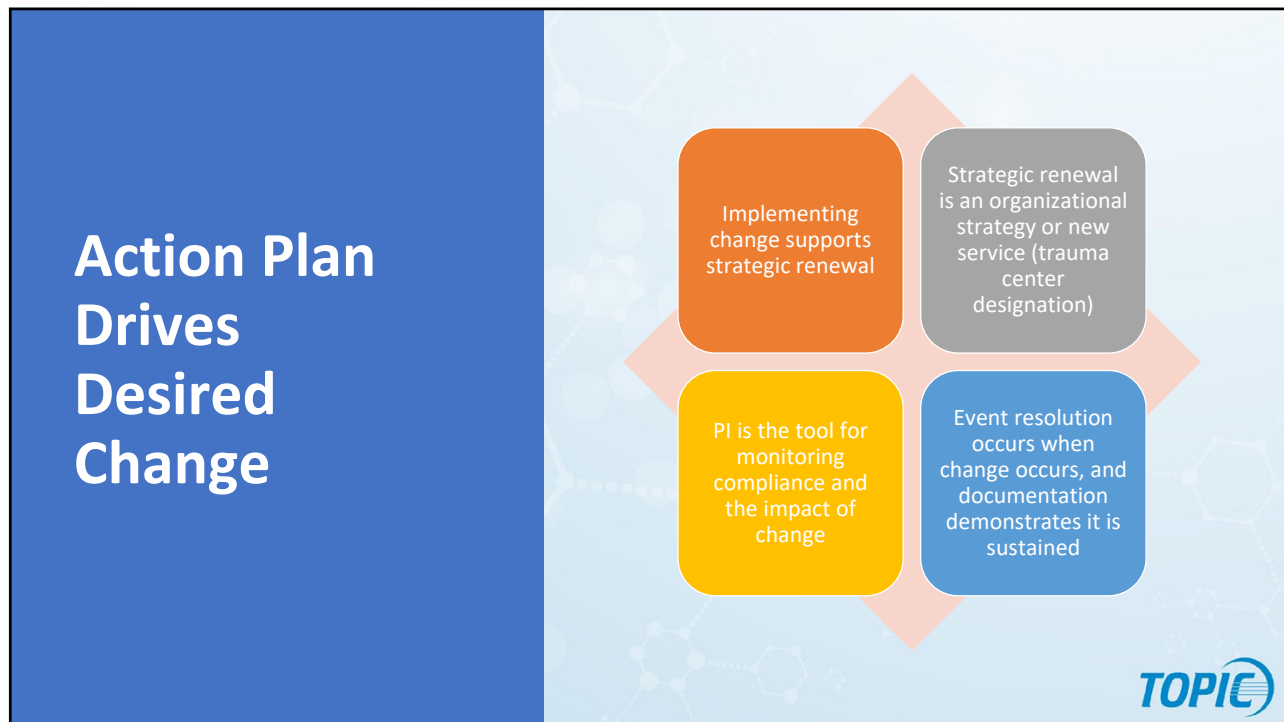 Action Plan
Drives
Desired
Change
Implementing
change supports
strategic renewal
Strategic renewal
is an organizational
strategy or new
service (trauma
center
designation)
PI is the tool for
monitoring
compliance and
the impact of
change
Event resolution
occurs when
change occurs, and
documentation
demonstrates it is
sustained
TOPIC